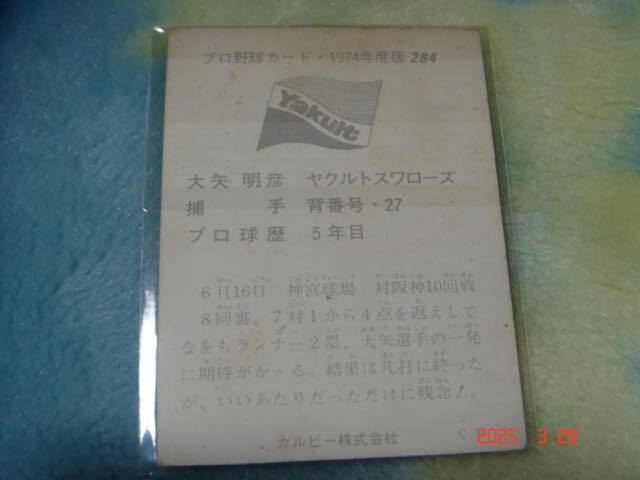 プロ野球カード・1974年度版 284
Yakult
大矢明彦 ヤクルトスワローズ
捕手 背番号・27
プロ球歴 5年目
6月16日 神宮球場 対阪神10回戦
8回裏、7対1から4点を返えして
なをもランナー2塁、大矢選手の一発
に期待がかゝる。結果は凡打に終った
が、いいあたりだっただけに残念!。
カルビー株式会社
C
2025 3 29